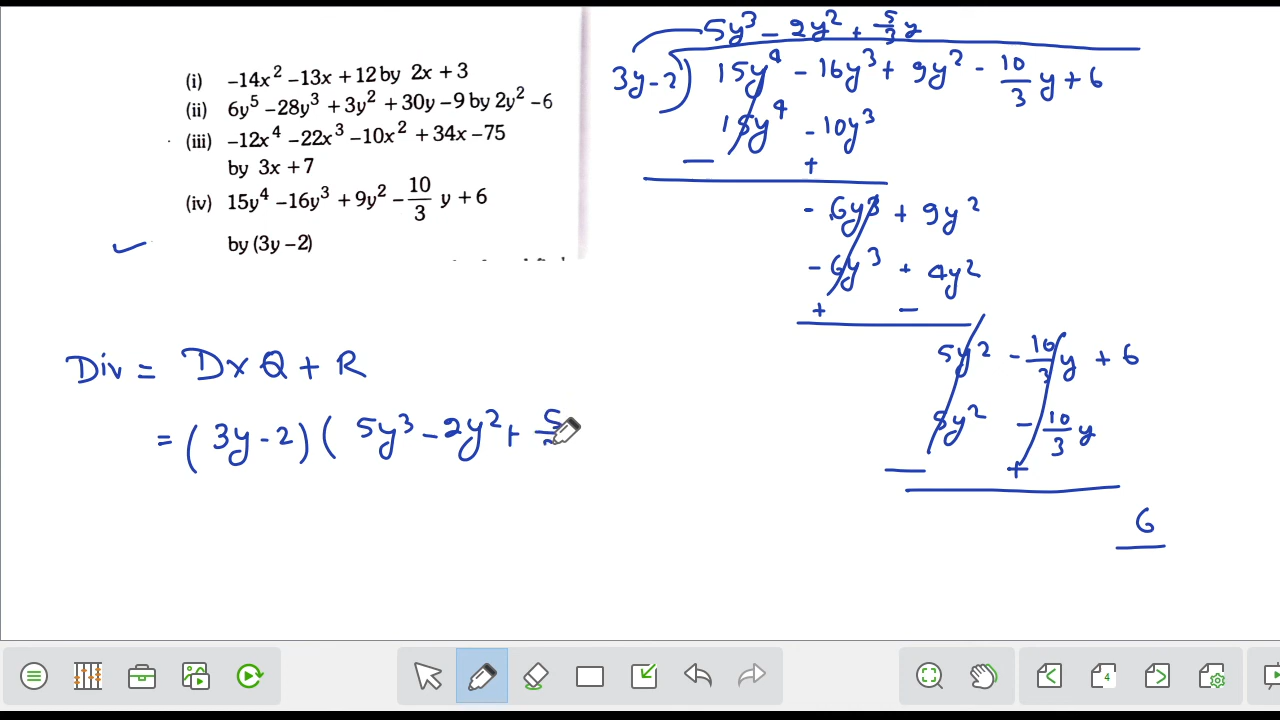 (i) -14x² -13x + 12 by 2x + 3
(ii) 6y⁵ -28y³ + 3y² + 30y - 9 by 2y² - 6
(iii) -12x⁴ -22x³ -10x² + 34x - 75
by 3x + 7
(iv) 15y⁴ -16y³ + 9y² - 10/3 y + 6
by (3y - 2)
Div = D x Q + R
= (3y - 2) ( 5y³ - 2y² + 5
5y³ - 2y² + 5/3 y
3y - 2) 15y⁴ - 16y³ + 9y² - 10/3 y + 6
15y⁴ - 10y³
- +
- 6y³ + 9y²
- 6y³ + 4y²
+ -
5y² - 10/3 y + 6
5y² - 10/3 y
- +
6
4